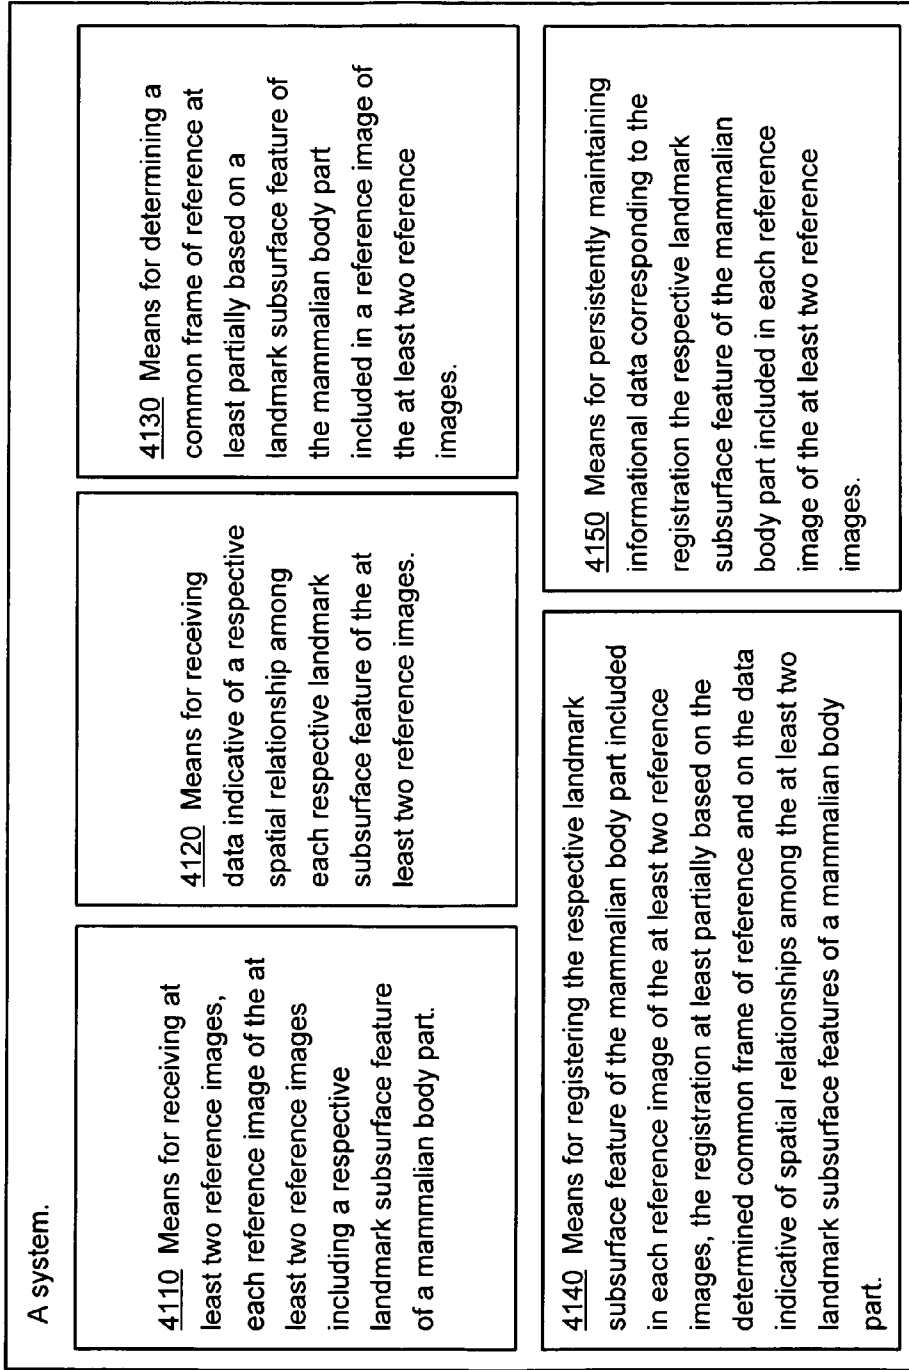 A system.
4110 Means for receiving at
least two reference images,
each reference image of the at
least two reference images
including a respective
landmark subsurface feature
of a mammalian body part.
4120 Means for receiving
data indicative of a respective
spatial relationship among
each respective landmark
subsurface feature of the at
least two reference images.
4130 Means for determining a
common frame of reference at
least partially based on a
landmark subsurface feature of
the mammalian body part
included in a reference image of
the at least two reference
images.
4140 Means for registering the respective landmark
subsurface feature of the mammalian body part included
in each reference image of the at least two reference
images, the registration at least partially based on the
determined common frame of reference and on the data
indicative of spatial relationships among the at least two
landmark subsurface features of a mammalian body
part.
4150 Means for persistently maintaining
informational data corresponding to the
registration the respective landmark
subsurface feature of the mammalian
body part included in each reference
image of the at least two reference
images.